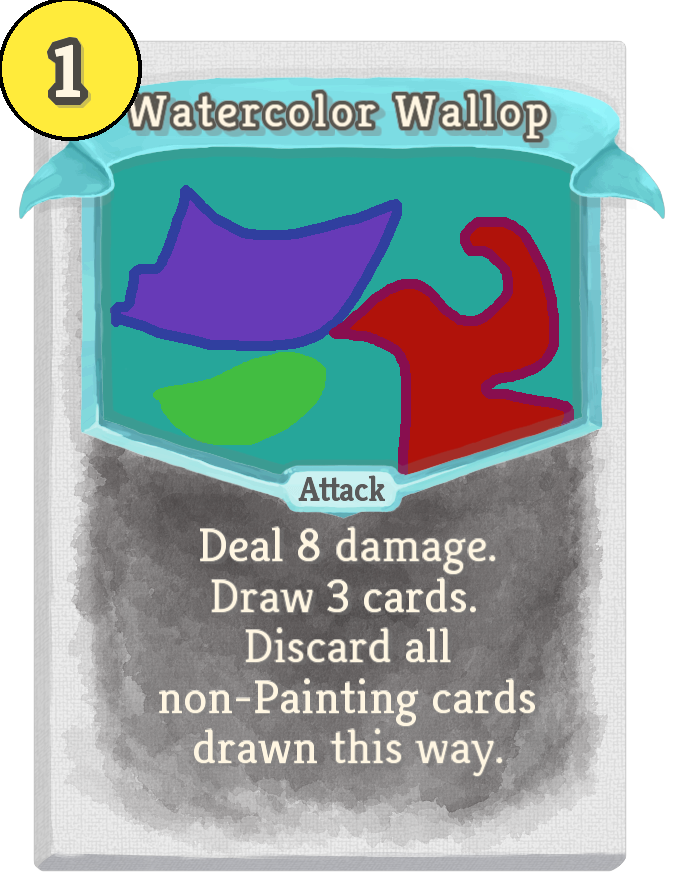 1
Watercolor Wallop
Attack
Deal 8 damage.
Draw 3 cards.
Discard all
non-Painting cards
drawn this way.